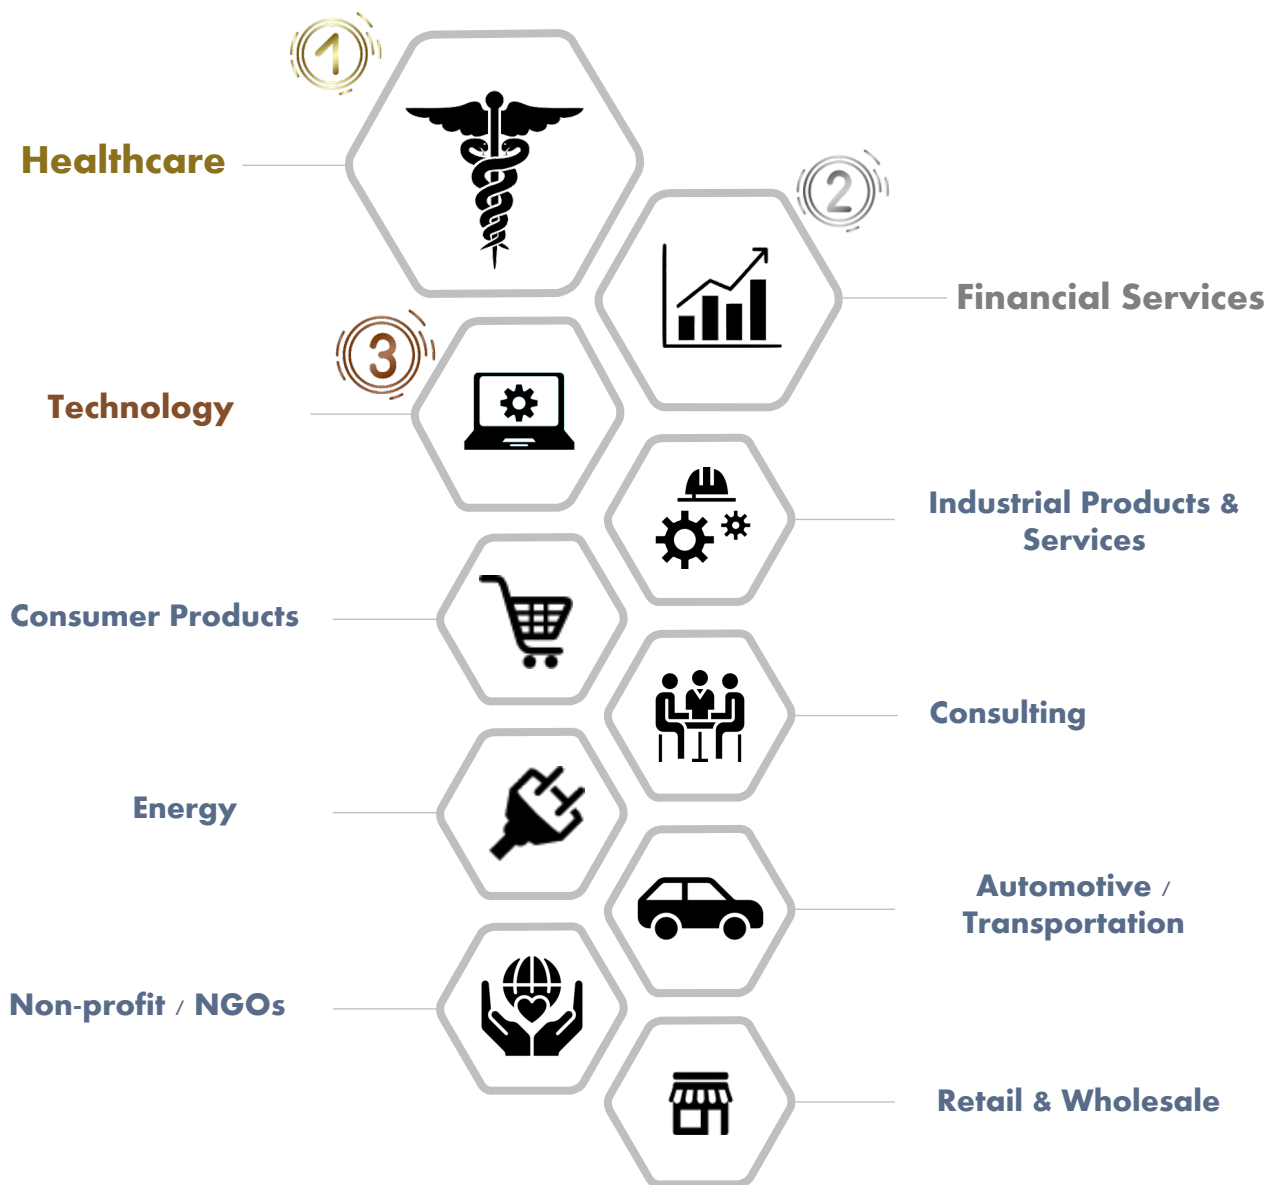 1
Healthcare
2
Financial Services
3
Technology
Industrial Products &
Services
Consumer Products
Consulting
Energy
Automotive /
Transportation
Non-profit / NGOs
Retail & Wholesale